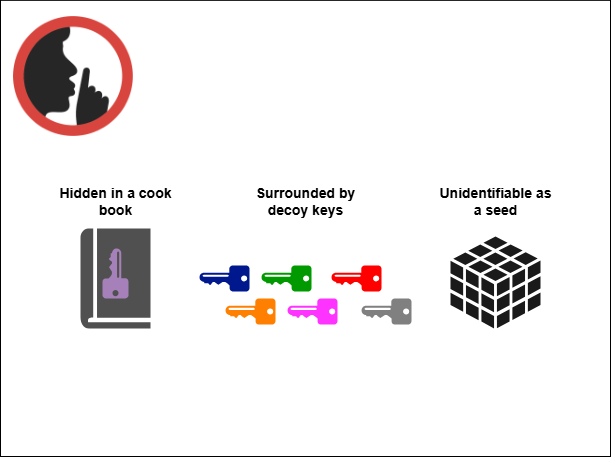 Hidden in a cook
book
Surrounded by
decoy keys
Unidentifiable as
a seed